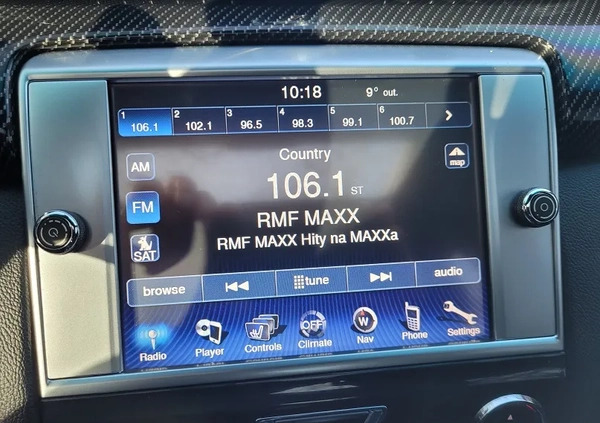 10:18 9° out.
1 2 3 4 5 6
106.1 102.1 96.5 98.3 99.1 100.7 >
AM
Country
map
FM
106.1 ST
RMF MAXX
SAT
RMF MAXX Hity na MAXXa
browse tune audio
OFF W
Radio Player Controls Climate Nav Phone Settings